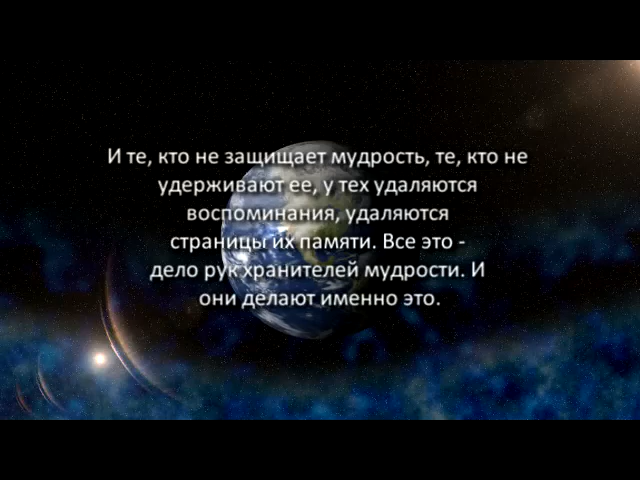 И те, кто не защищает мудрость, те, кто не
удерживают ее, у тех удаляются
воспоминания, удаляются
страницы их памяти. Все это -
дело рук хранителей мудрости. И
они делают именно это.